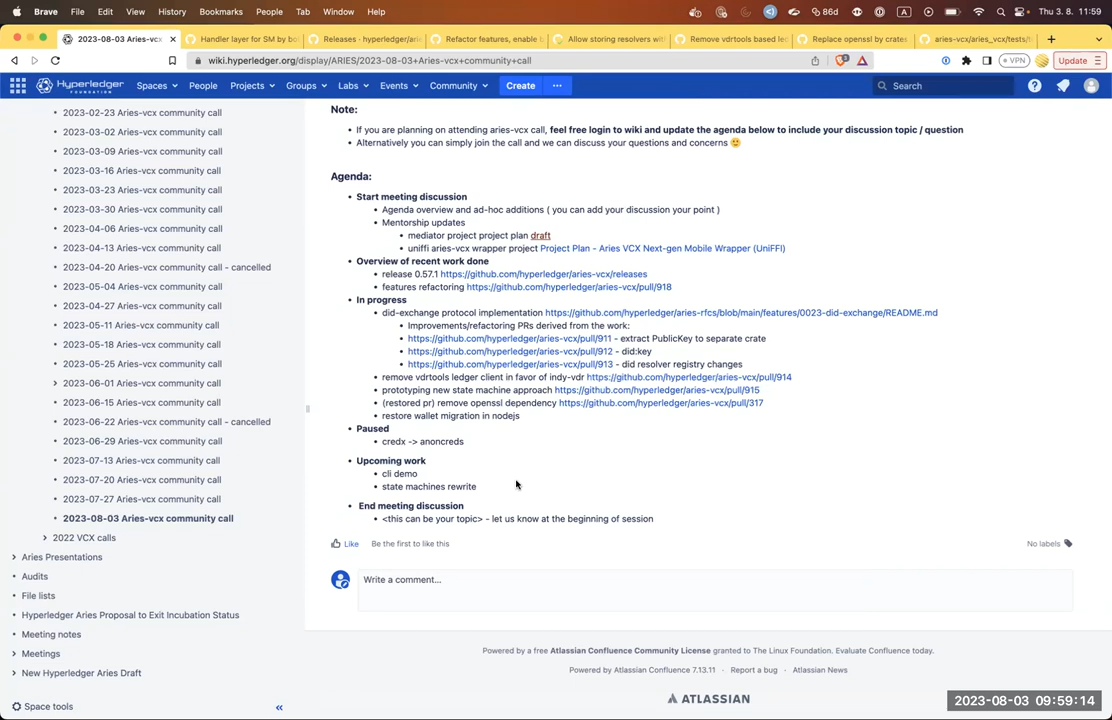 Brave File Edit View History Bookmarks People Tab Window Help 86d A Thu 3. 8. 11:59
2023-08-03 Aries-vcx commu
Handler layer for SM by bo
Releases · hyperledger/arie
Refactor features, enable l
Allow storing resolvers with
Remove vdrtools based led
Replace openssl by crates
aries-vcx/aries_vcx/tests/t
wiki.hyperledger.org/display/ARIES/2023-08-03+Aries-vcx+community+call VPN Update
HYPERLEDGER FOUNDATION Spaces People Projects Groups Labs Events Community Create ··· Search
2023-02-23 Aries-vcx community call
2023-03-02 Aries-vcx community call
2023-03-09 Aries-vcx community call
2023-03-16 Aries-vcx community call
2023-03-23 Aries-vcx community call
2023-03-30 Aries-vcx community call
2023-04-06 Aries-vcx community call
2023-04-13 Aries-vcx community call
2023-04-20 Aries-vcx community call - cancelled
2023-05-04 Aries-vcx community call
2023-04-27 Aries-vcx community call
2023-05-11 Aries-vcx community call
2023-05-18 Aries-vcx community call
2023-05-25 Aries-vcx community call
2023-06-01 Aries-vcx community call
2023-06-15 Aries-vcx community call
2023-06-22 Aries-vcx community call - cancelled
2023-06-29 Aries-vcx community call
2023-07-13 Aries-vcx community call
2023-07-20 Aries-vcx community call
2023-07-27 Aries-vcx community call
2023-08-03 Aries-vcx community call
2022 VCX calls
Aries Presentations
Audits
File lists
Hyperledger Aries Proposal to Exit Incubation Status
Meeting notes
Meetings
New Hyperledger Aries Draft
Space tools
Note:
If you are planning on attending aries-vcx call, feel free login to wiki and update the agenda below to include your discussion topic / question
Alternatively you can simply join the call and we can discuss your questions and concerns 🙂
Agenda:
Start meeting discussion
Agenda overview and ad-hoc additions ( you can add your discussion your point )
Mentorship updates
mediator project project plan draft
uniffi aries-vcx wrapper project Project Plan - Aries VCX Next-gen Mobile Wrapper (UniFFI)
Overview of recent work done
release 0.57.1 https://github.com/hyperledger/aries-vcx/releases
features refactoring https://github.com/hyperledger/aries-vcx/pull/918
In progress
did-exchange protocol implementation https://github.com/hyperledger/aries-rfcs/blob/main/features/0023-did-exchange/README.md
Improvements/refactoring PRs derived from the work:
https://github.com/hyperledger/aries-vcx/pull/911 - extract PublicKey to separate crate
https://github.com/hyperledger/aries-vcx/pull/912 - did:key
https://github.com/hyperledger/aries-vcx/pull/913 - did resolver registry changes
remove vdrtools ledger client in favor of indy-vdr https://github.com/hyperledger/aries-vcx/pull/914
prototyping new state machine approach https://github.com/hyperledger/aries-vcx/pull/915
(restored pr) remove openssl dependency https://github.com/hyperledger/aries-vcx/pull/317
restore wallet migration in nodejs
Paused
credx -> anoncreds
Upcoming work
cli demo
state machines rewrite
End meeting discussion
<this can be your topic> - let us know at the beginning of session
Like Be the first to like this No labels
Write a comment…
Powered by a free Atlassian Confluence Community License granted to The Linux Foundation. Evaluate Confluence today.
Powered by Atlassian Confluence 7.13.11 · Report a bug · Atlassian News
ATLASSIAN
2023-08-03 09:59:14